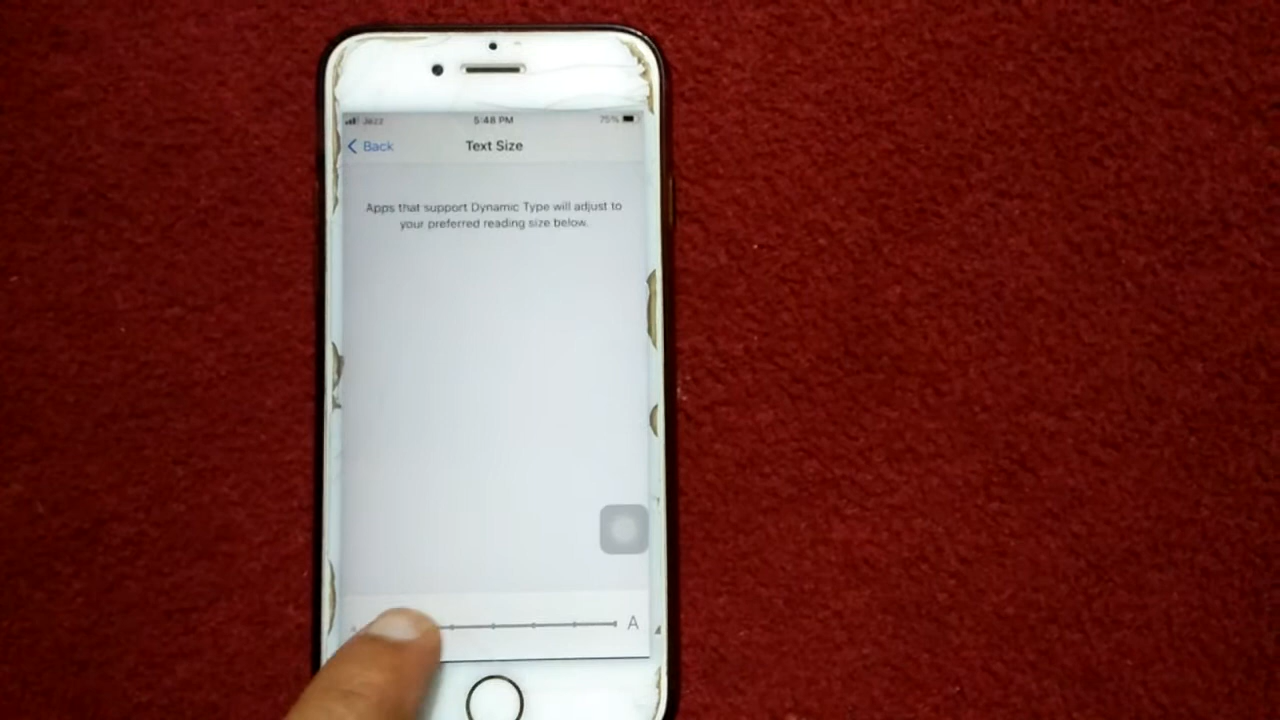 Jazz 5:48 PM 75%
Back Text Size
Apps that support Dynamic Type will adjust to
your preferred reading size below.
A